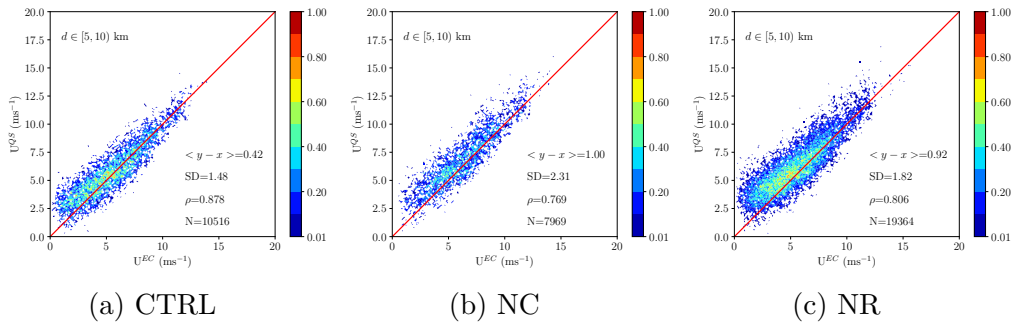 20.0
17.5
15.0
12.5
10.0
7.5
5.0
2.5
0.0
U^{QS} (ms^{-1})
d ∈ [5, 10) km
< y − x >=0.42
SD=1.48
ρ=0.878
N=10516
0 5 10 15 20
U^{EC} (ms^{-1})
1.00
0.80
0.60
0.40
0.20
0.01
(a) CTRL
20.0
17.5
15.0
12.5
10.0
7.5
5.0
2.5
0.0
U^{QS} (ms^{-1})
d ∈ [5, 10) km
< y − x >=1.00
SD=2.31
ρ=0.769
N=7969
0 5 10 15 20
U^{EC} (ms^{-1})
1.00
0.80
0.60
0.40
0.20
0.01
(b) NC
20.0
17.5
15.0
12.5
10.0
7.5
5.0
2.5
0.0
U^{QS} (ms^{-1})
d ∈ [5, 10) km
< y − x >=0.92
SD=1.82
ρ=0.806
N=19364
0 5 10 15 20
U^{EC} (ms^{-1})
1.00
0.80
0.60
0.40
0.20
0.01
(c) NR